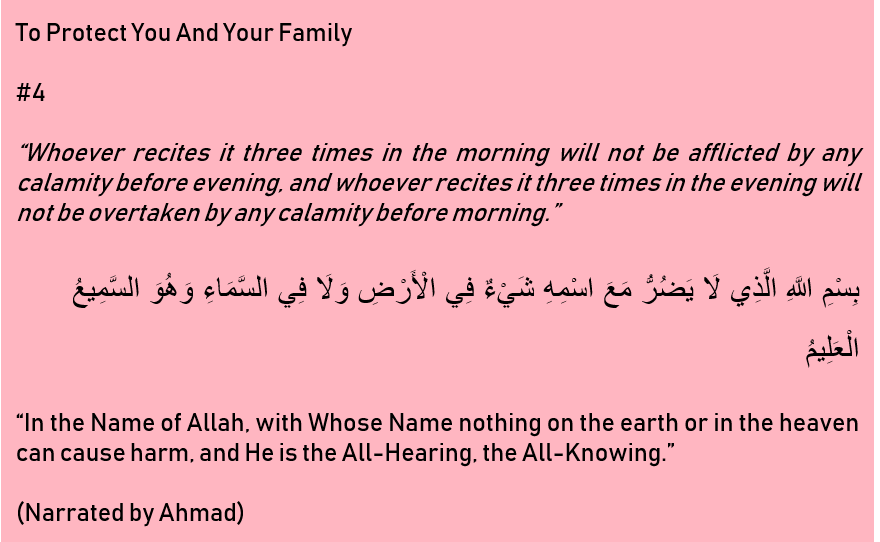 To Protect You And Your Family
#4
“Whoever recites it three times in the morning will not be afflicted by any
calamity before evening, and whoever recites it three times in the evening will
not be overtaken by any calamity before morning.”
بِسْمِ اللَّهِ الَّذِي لَا يَضُرُّ مَعَ اسْمِهِ شَيْءٌ فِي الْأَرْضِ وَلَا فِي السَّمَاءِ وَهُوَ السَّمِيعُ
الْعَلِيمُ
“In the Name of Allah, with Whose Name nothing on the earth or in the heaven
can cause harm, and He is the All-Hearing, the All-Knowing.”
(Narrated by Ahmad)